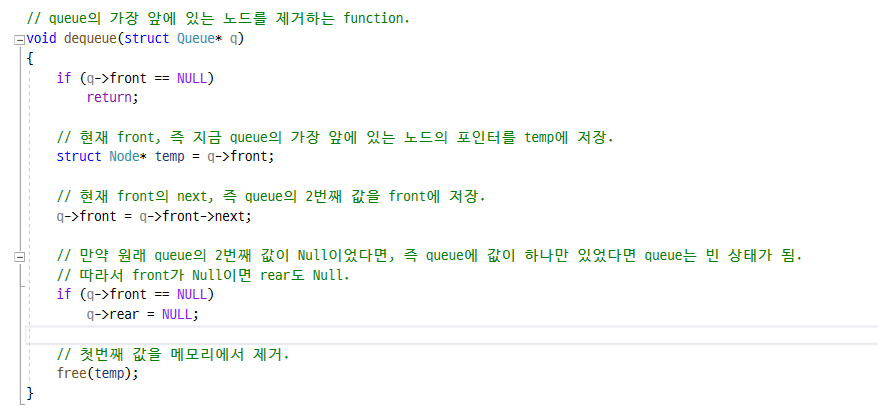 // queue의 가장 앞에 있는 노드를 제거하는 function.
void dequeue(struct Queue* q)
{
if (q->front == NULL)
return;
// 현재 front, 즉 지금 queue의 가장 앞에 있는 노드의 포인터를 temp에 저장.
struct Node* temp = q->front;
// 현재 front의 next, 즉 queue의 2번째 값을 front에 저장.
q->front = q->front->next;
// 만약 원래 queue의 2번째 값이 Null이었다면, 즉 queue에 값이 하나만 있었다면 queue는 빈 상태가 됨.
// 따라서 front가 Null이면 rear도 Null.
if (q->front == NULL)
q->rear = NULL;
// 첫번째 값을 메모리에서 제거.
free(temp);
}